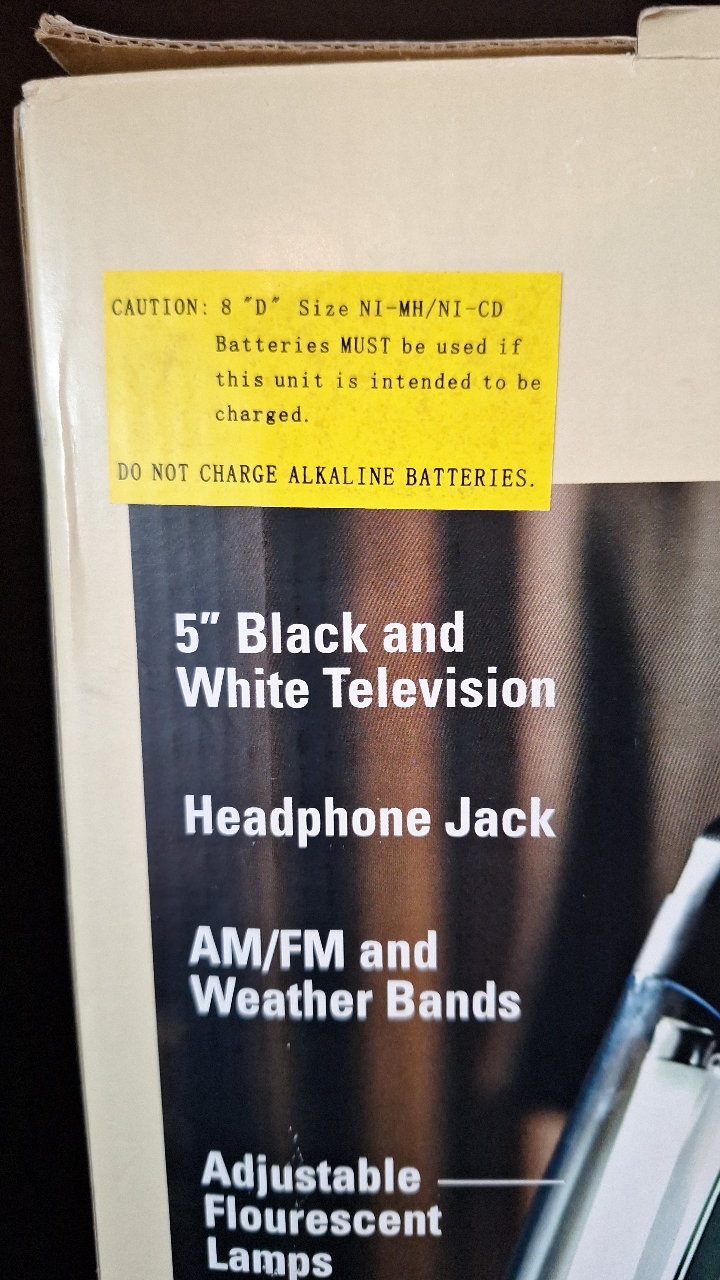 CAUTION: 8 "D" Size NI-MH/NI-CD
Batteries MUST be used if
this unit is intended to be
charged.
DO NOT CHARGE ALKALINE BATTERIES.
5" Black and
White Television
Headphone Jack
AM/FM and
Weather Bands
Adjustable
Flourescent
Lamps